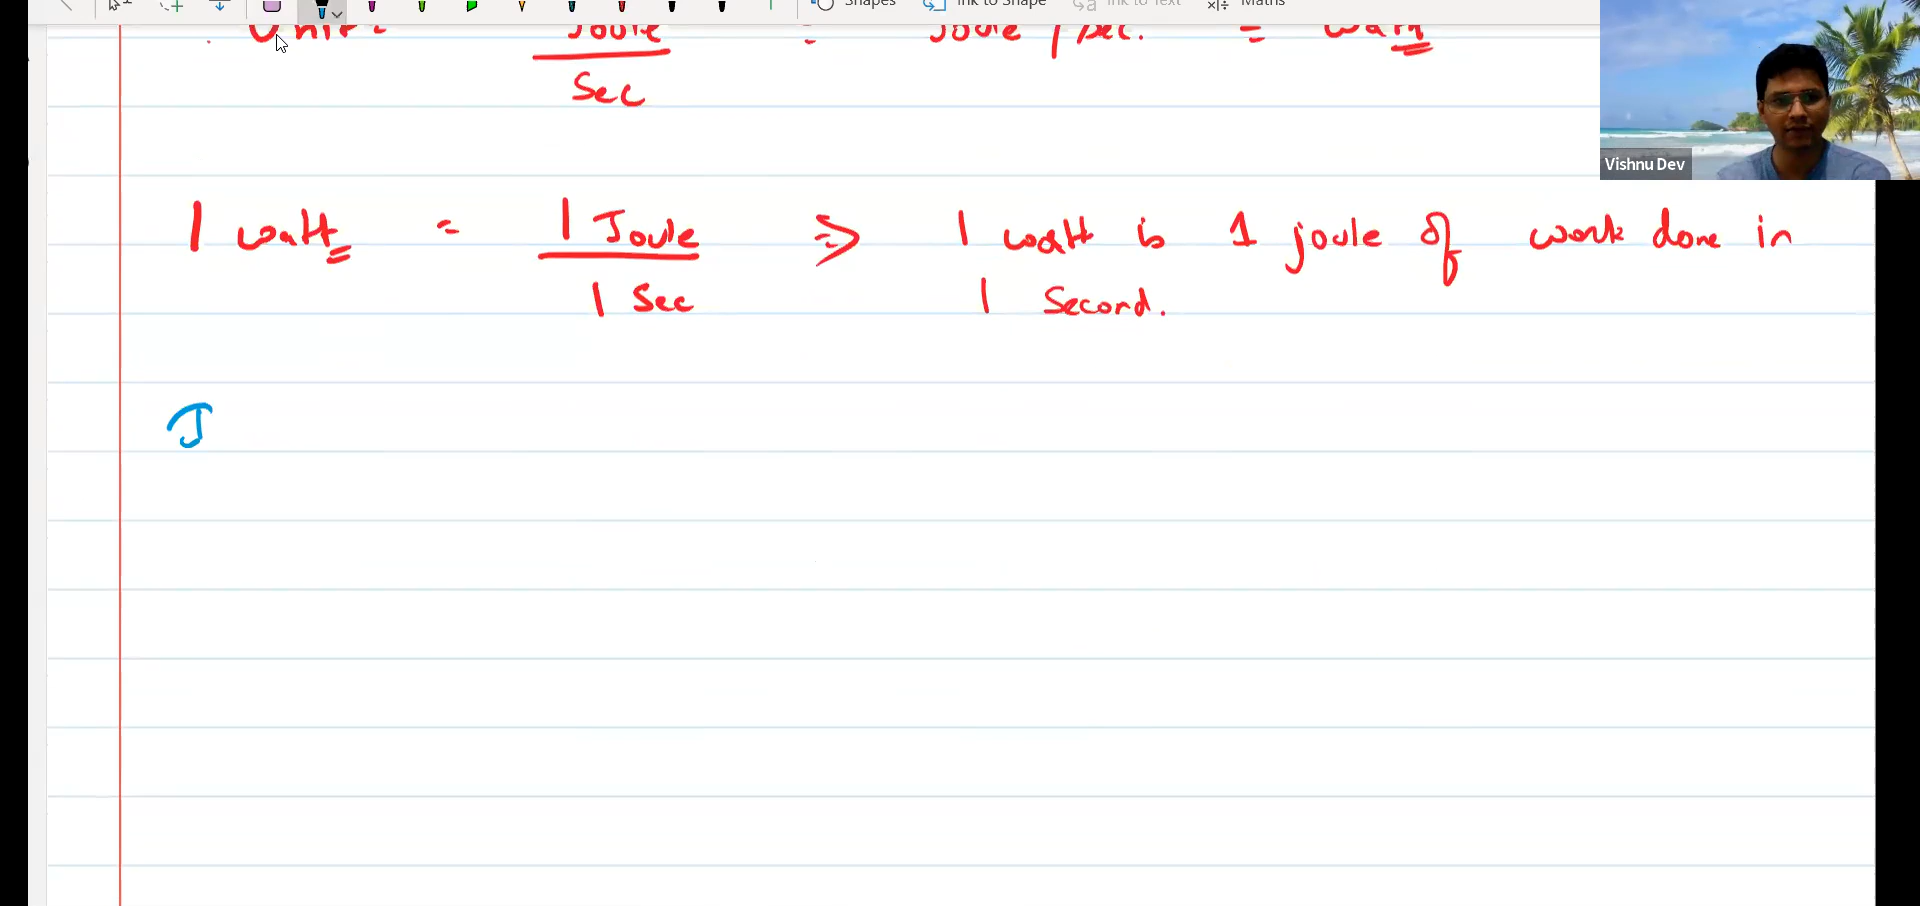 Shapes Ink to Shape Ink to Text Maths
Unit = Joule / Sec = Joule / sec. = watt
Vishnu Dev
1 watt = 1 Joule / 1 Sec ⇒ 1 watt is 1 joule of work done in
1 Second.
J